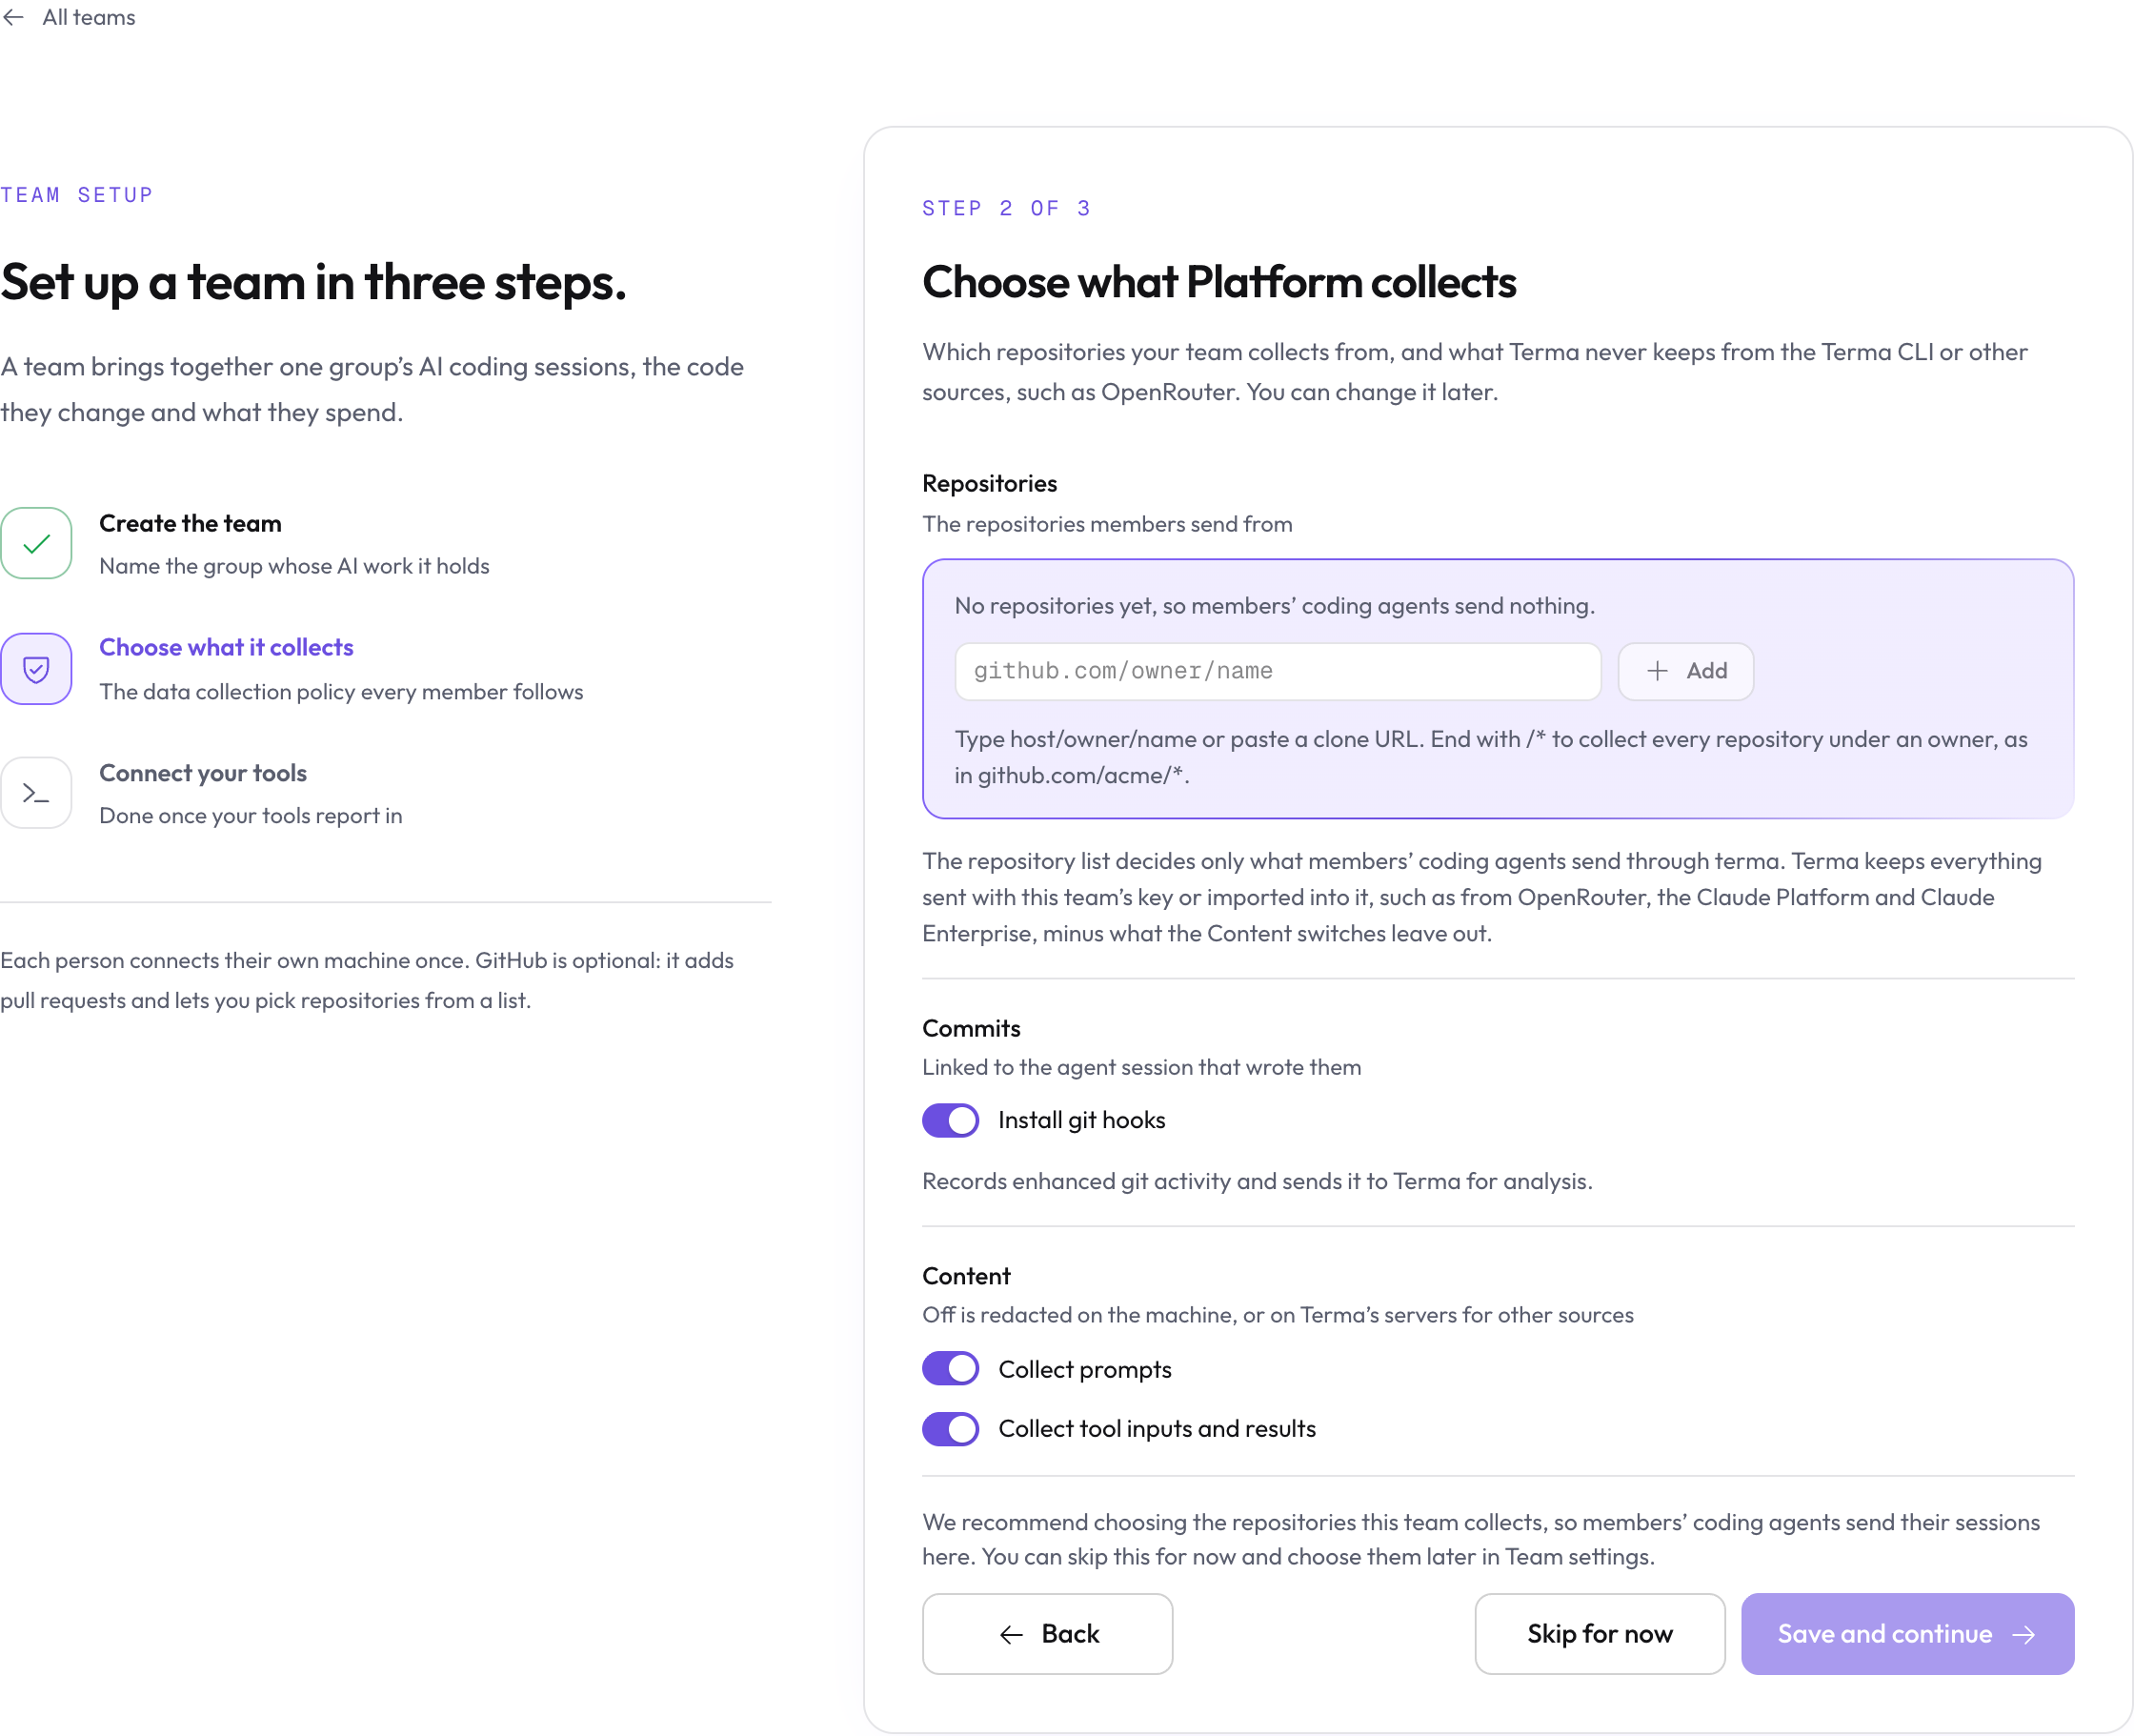 All teams
TEAM SETUP
Set up a team in three steps.
A team brings together one group’s AI coding sessions, the code
they change and what they spend.
Create the team
Name the group whose AI work it holds
Choose what it collects
The data collection policy every member follows
Connect your tools
Done once your tools report in
Each person connects their own machine once. GitHub is optional: it adds
pull requests and lets you pick repositories from a list.
STEP 2 OF 3
Choose what Platform collects
Which repositories your team collects from, and what Terma never keeps from the Terma CLI or other
sources, such as OpenRouter. You can change it later.
Repositories
The repositories members send from
No repositories yet, so members’ coding agents send nothing.
github.com/owner/name
Add
Type host/owner/name or paste a clone URL. End with /* to collect every repository under an owner, as
in github.com/acme/*.
The repository list decides only what members’ coding agents send through terma. Terma keeps everything
sent with this team’s key or imported into it, such as from OpenRouter, the Claude Platform and Claude
Enterprise, minus what the Content switches leave out.
Commits
Linked to the agent session that wrote them
Install git hooks
Records enhanced git activity and sends it to Terma for analysis.
Content
Off is redacted on the machine, or on Terma’s servers for other sources
Collect prompts
Collect tool inputs and results
We recommend choosing the repositories this team collects, so members’ coding agents send their sessions
here. You can skip this for now and choose them later in Team settings.
Back
Skip for now
Save and continue